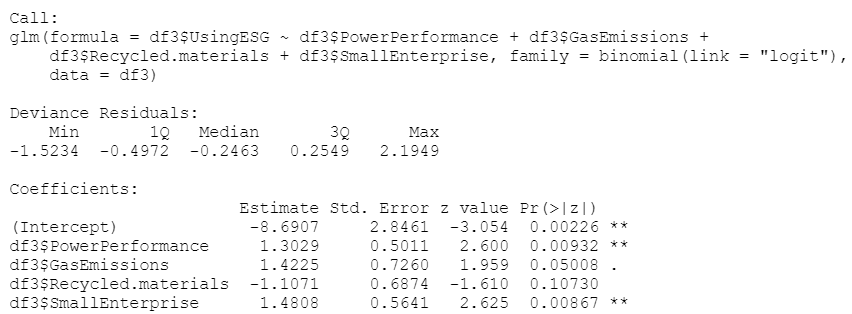 Call:
glm(formula = df3$UsingESG ~ df3$PowerPerformance + df3$GasEmissions +
    df3$Recycled.materials + df3$SmallEnterprise, family = binomial(link = "logit"),
    data = df3)
Deviance Residuals:
    Min       1Q   Median       3Q      Max
-1.5234  -0.4972  -0.2463   0.2549   2.1949
Coefficients:
                       Estimate Std. Error z value Pr(>|z|)
(Intercept)             -8.6907     2.8461  -3.054  0.00226 **
df3$PowerPerformance     1.3029     0.5011   2.600  0.00932 **
df3$GasEmissions         1.4225     0.7260   1.959  0.05008 .
df3$Recycled.materials  -1.1071     0.6874  -1.610  0.10730
df3$SmallEnterprise      1.4808     0.5641   2.625  0.00867 **